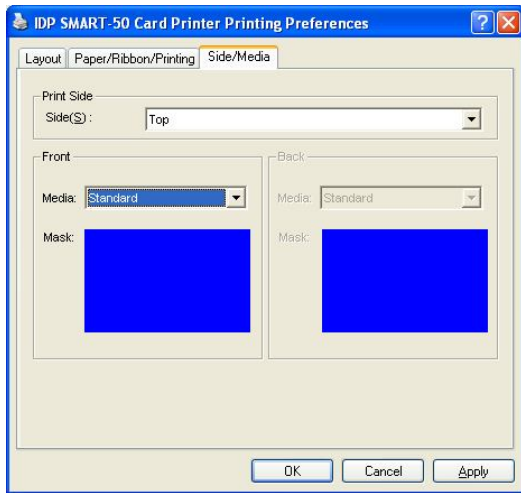 IDP SMART-50 Card Printer Printing Preferences
Layout Paper/Ribbon/Printing Side/Media
Print Side
Side(S) : Top
Front Back
Media: Standard Media: Standard
Mask: Mask:
OK Cancel Apply